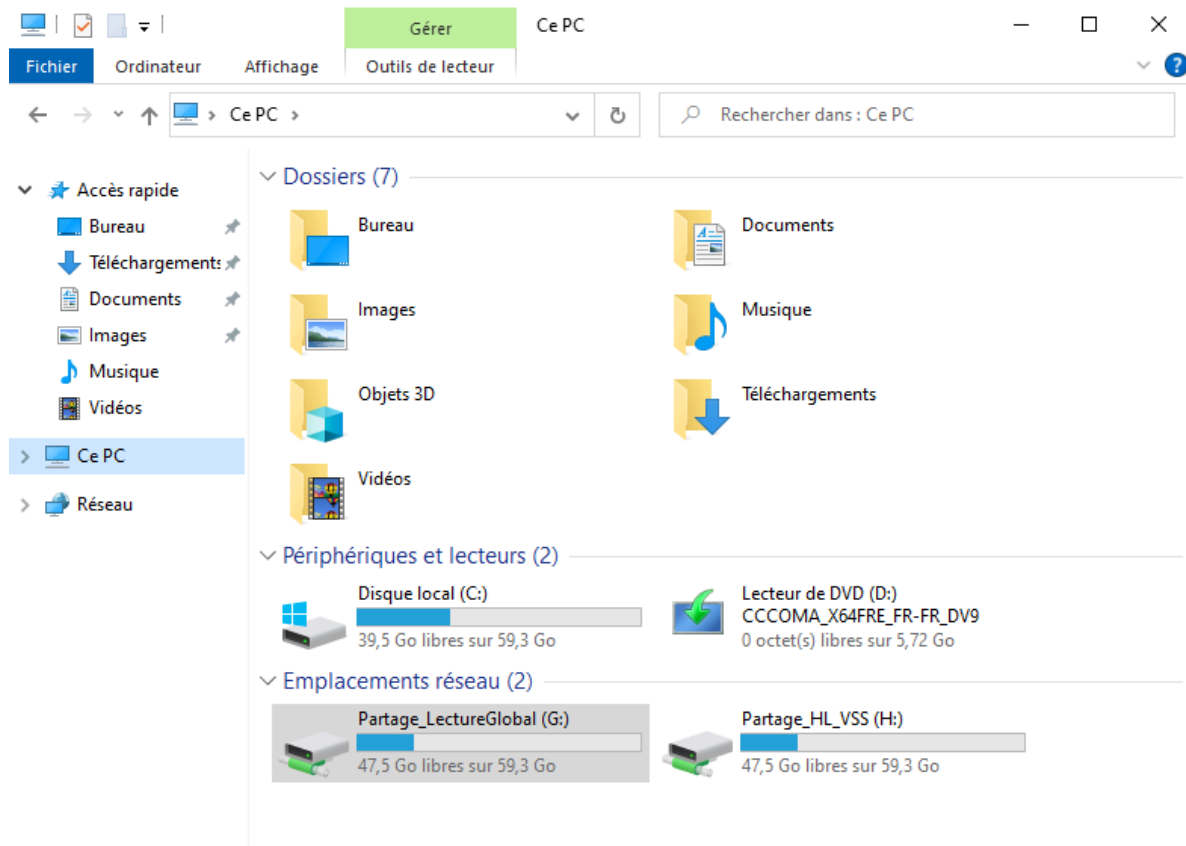 Gérer
Ce PC
Fichier
Ordinateur
Affichage
Outils de lecteur
Ce PC
Rechercher dans : Ce PC
Accès rapide
Bureau
Téléchargements
Documents
Images
Musique
Vidéos
Ce PC
Réseau
Dossiers (7)
Bureau
Documents
Images
Musique
Objets 3D
Téléchargements
Vidéos
Périphériques et lecteurs (2)
Disque local (C:)
39,5 Go libres sur 59,3 Go
Lecteur de DVD (D:)
CCCOMA_X64FRE_FR-FR_DV9
0 octet(s) libres sur 5,72 Go
Emplacements réseau (2)
Partage_LectureGlobal (G:)
47,5 Go libres sur 59,3 Go
Partage_HL_VSS (H:)
47,5 Go libres sur 59,3 Go